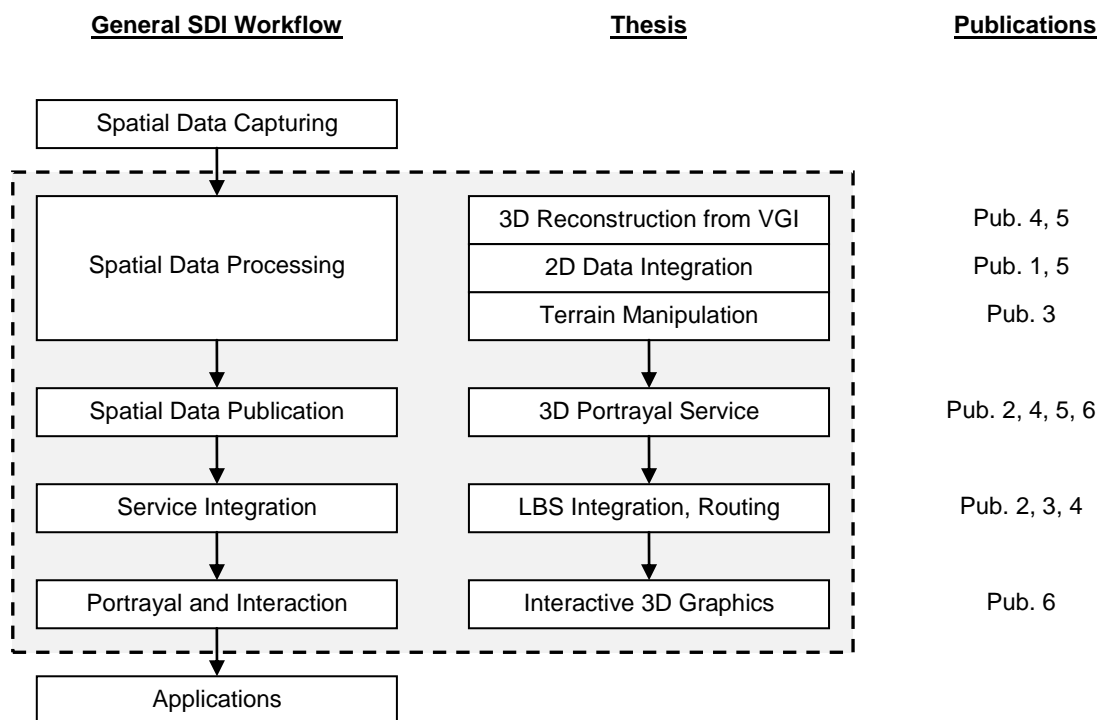 General SDI Workflow Thesis Publications
Spatial Data Capturing
3D Reconstruction from VGI Pub. 4, 5
Spatial Data Processing 2D Data Integration Pub. 1, 5
Terrain Manipulation Pub. 3
Spatial Data Publication 3D Portrayal Service Pub. 2, 4, 5, 6
Service Integration LBS Integration, Routing Pub. 2, 3, 4
Portrayal and Interaction Interactive 3D Graphics Pub. 6
Applications